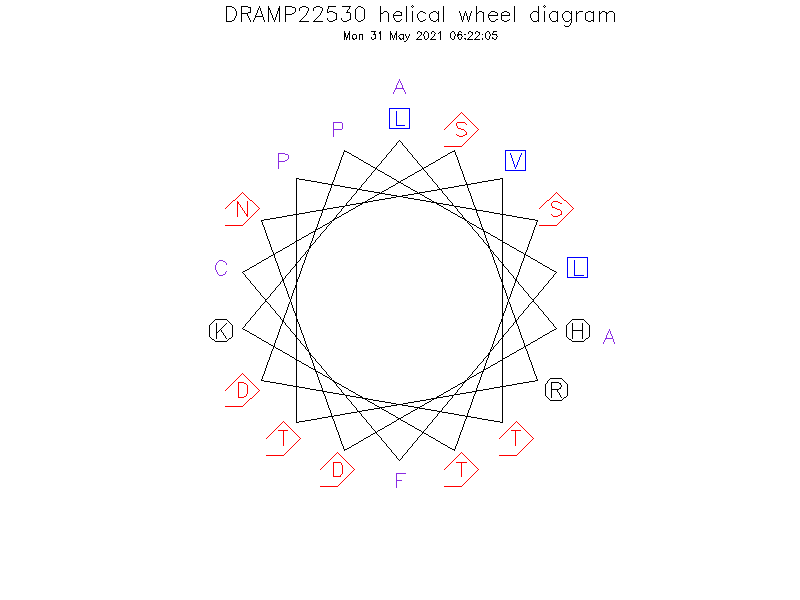 DRAMP22530 helical wheel diagram
Mon 31 May 2021 06:22:05
A
L
P S
P V
N S
C L
K H A
D R
T T
D F T